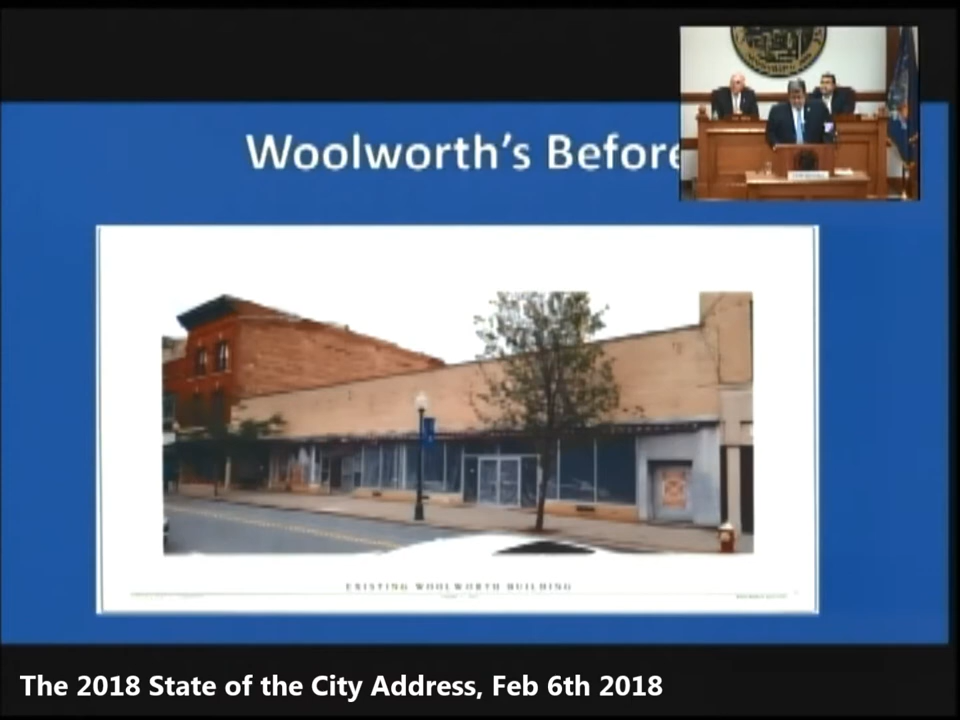 Woolworth's Before
EXISTING WOOLWORTH BUILDING
The 2018 State of the City Address, Feb 6th 2018